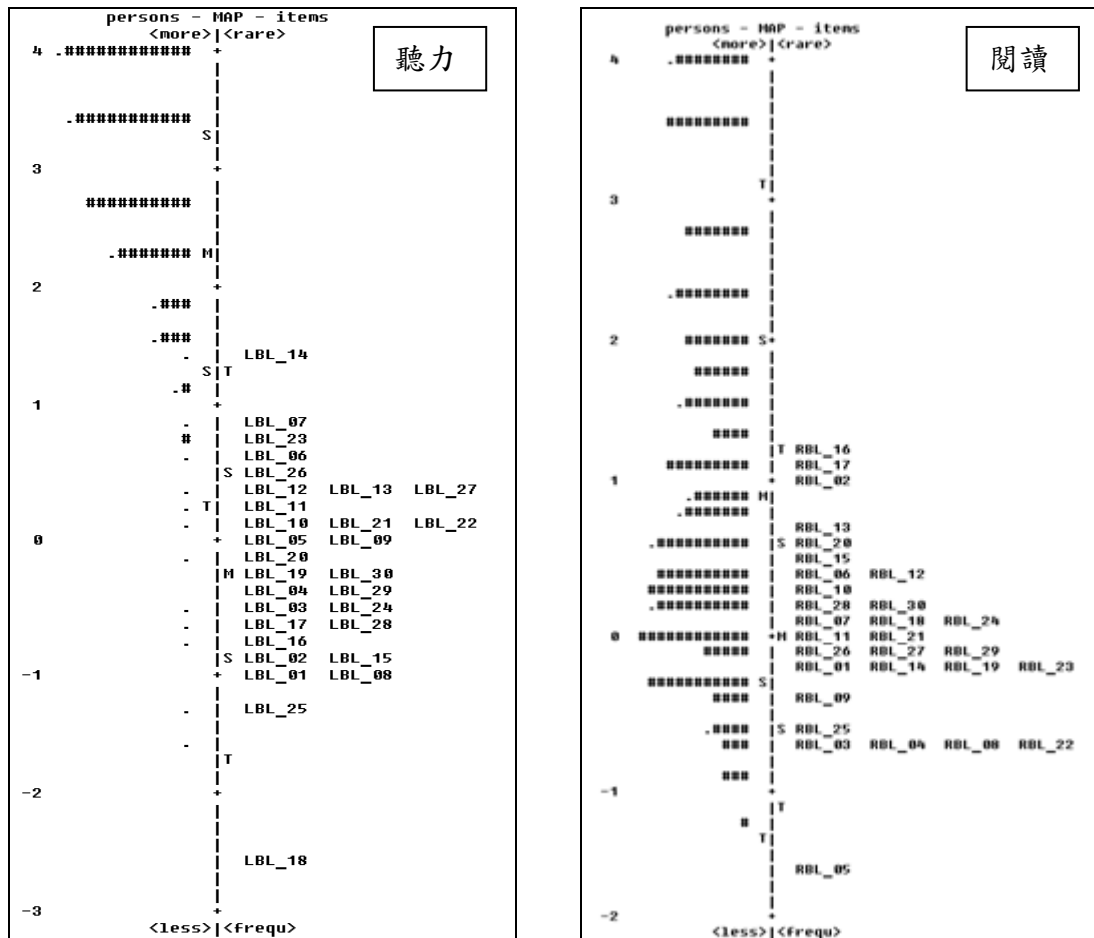 persons - MAP - items
<more>|<rare>
聽力
4 .############ +
.########### |
S|
3 +
########## |
.####### M|
2 +
.### |
.### |
. | LBL_14
S|T
.# |
1 +
. | LBL_07
# | LBL_23
. | LBL_06
|S LBL_26
. | LBL_12 LBL_13 LBL_27
. T| LBL_11
. | LBL_10 LBL_21 LBL_22
0 + LBL_05 LBL_09
. | LBL_20
|M LBL_19 LBL_30
| LBL_04 LBL_29
. | LBL_03 LBL_24
. | LBL_17 LBL_28
. | LBL_16
|S LBL_02 LBL_15
-1 + LBL_01 LBL_08
. | LBL_25
. |
|T
-2 +
| LBL_18
-3 +
<less>|<frequ>
persons - MAP - items
<more>|<rare>
閱讀
4 .######## +
######### |
T|
3 +
####### |
.######## |
2 ####### S+
###### |
.####### |
#### |
|T RBL_16
######### | RBL_17
1 + RBL_02
.###### M|
.####### |
| RBL_13
.########## |S RBL_20
| RBL_15
########## | RBL_06 RBL_12
########### | RBL_10
.########## | RBL_28 RBL_30
| RBL_07 RBL_18 RBL_24
0 ############ +M RBL_11 RBL_21
##### | RBL_26 RBL_27 RBL_29
| RBL_01 RBL_14 RBL_19 RBL_23
########### S|
#### | RBL_09
.#### |S RBL_25
### | RBL_03 RBL_04 RBL_08 RBL_22
### |
-1 +
|T
# |
T|
| RBL_05
-2 +
<less>|<frequ>